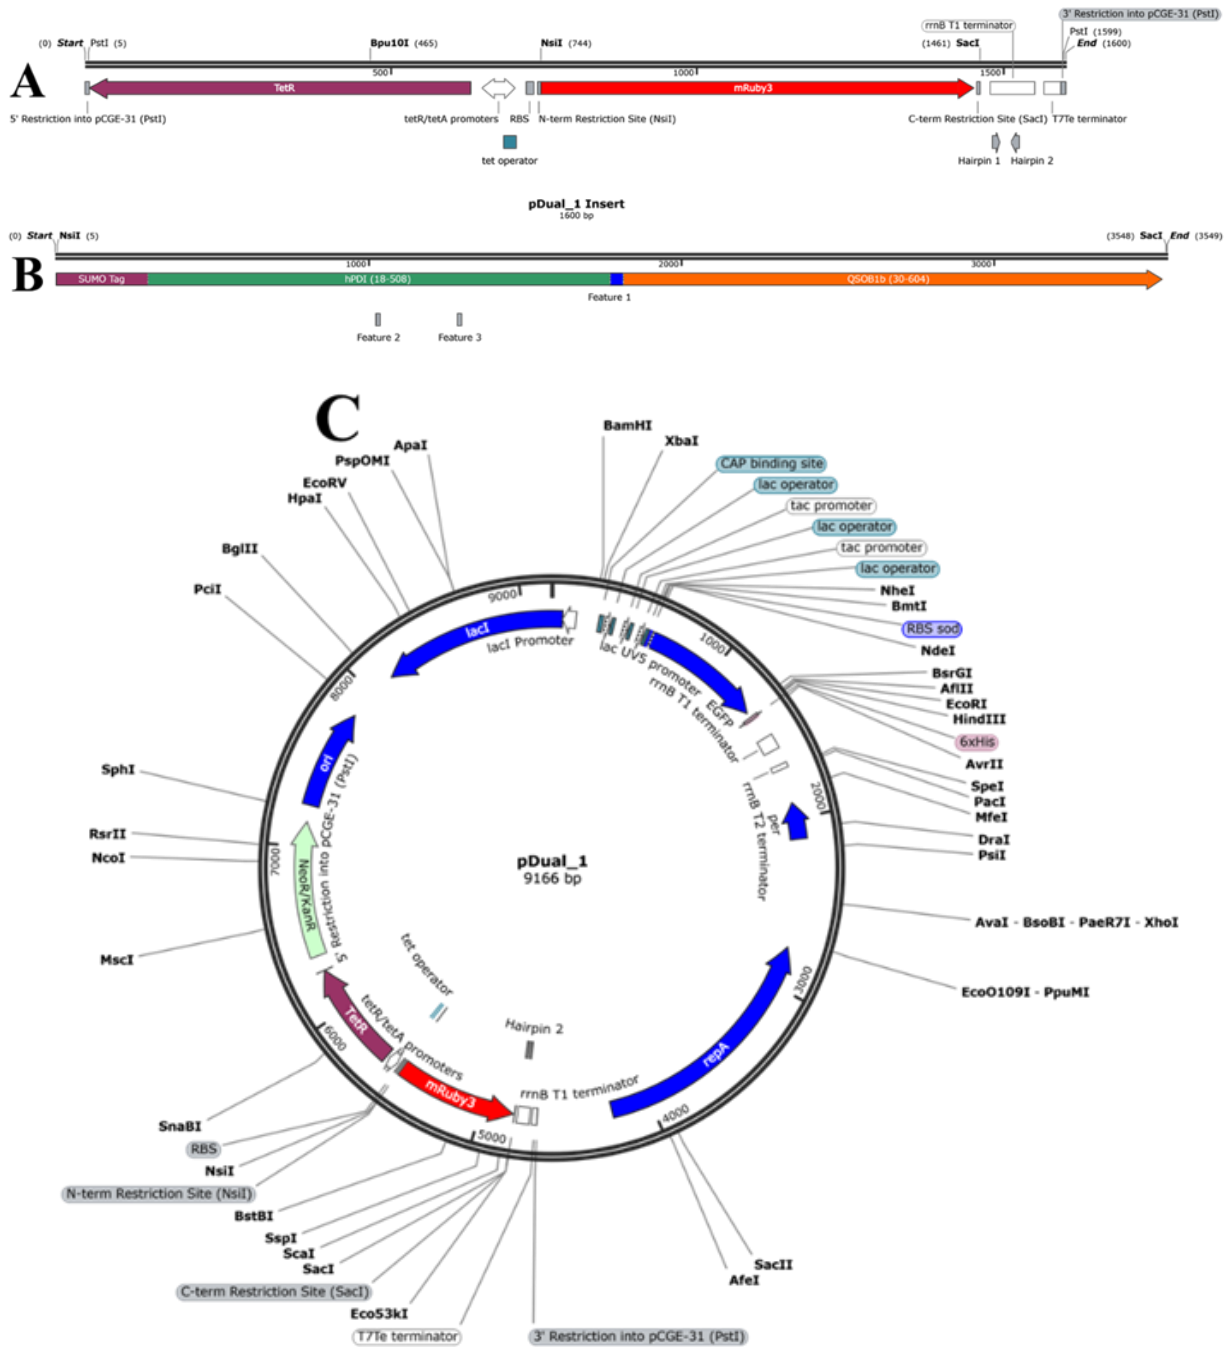 3' Restriction into pCGE-31 (PstI)
rrnB T1 terminator
PstI (1599)
(0) Start PstI (5) Bpu10I (465) NsiI (744) (1461) SacI End (1600)
A
500 1000 1500
TetR mRuby3
5' Restriction into pCGE-31 (PstI) tetR/tetA promoters RBS N-term Restriction Site (NsiI) C-term Restriction Site (SacI) T7Te terminator
tet operator Hairpin 1 Hairpin 2
pDual_1 Insert
1600 bp
(0) Start NsiI (5) (3548) SacI End (3549)
B
1000 2000 3000
SUMO Tag hPDI (18-508) QSOB1b (30-604)
Feature 1
Feature 2 Feature 3
C
BamHI
XbaI
CAP binding site
lac operator
tac promoter
lac operator
tac promoter
lac operator
NheI
BmtI
RBS sod
NdeI
BsrGI
AflII
EcoRI
HindIII
6xHis
AvrII
SpeI
PacI
MfeI
DraI
PsiI
AvaI - BsoBI - PaeR7I - XhoI
EcoO109I - PpuMI
SacII
AfeI
3' Restriction into pCGE-31 (PstI)
T7Te terminator
Eco53kI
C-term Restriction Site (SacI)
SacI
ScaI
SspI
BstBI
N-term Restriction Site (NsiI)
NsiI
RBS
SnaBI
MscI
NcoI
RsrII
SphI
PciI
BglII
HpaI
EcoRV
PspOMI
ApaI
9000
1000
2000
3000
4000
5000
6000
7000
8000
lacI
lacI Promoter
lac UV5 promoter
EGFP
rrnB T1 terminator
rrnB T2 terminator
per
repA
rrnB T1 terminator
Hairpin 2
mRuby3
tetR/tetA promoters
tet operator
TetR
5' Restriction into pCGE-31 (PstI)
NeoR/KanR
ori
pDual_1
9166 bp